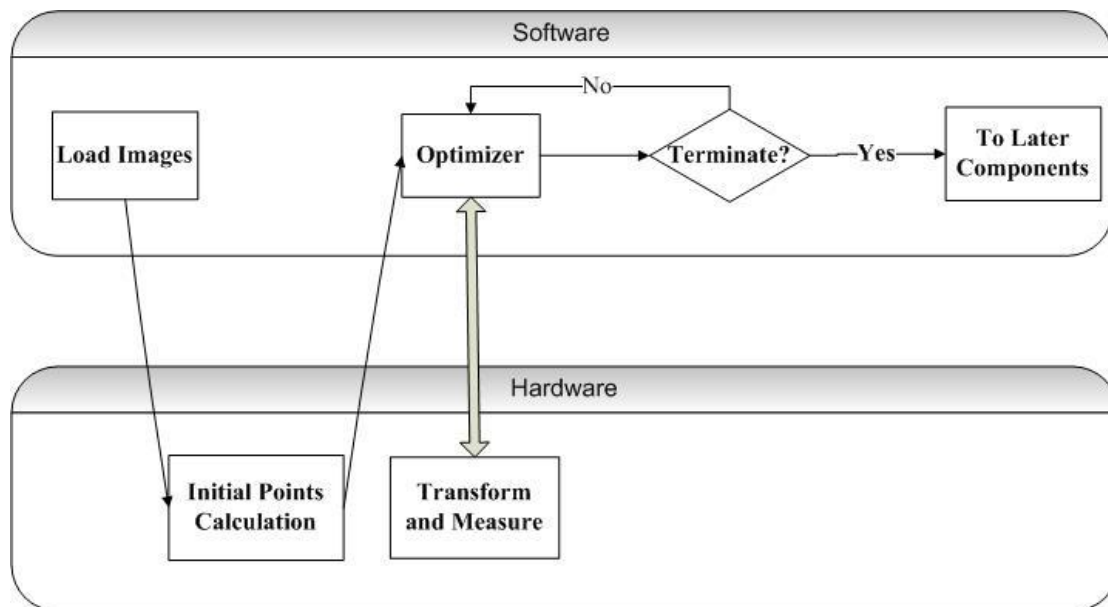 Software
No
Load Images
Optimizer
Terminate?
Yes
To Later
Components
Hardware
Initial Points
Calculation
Transform
and Measure